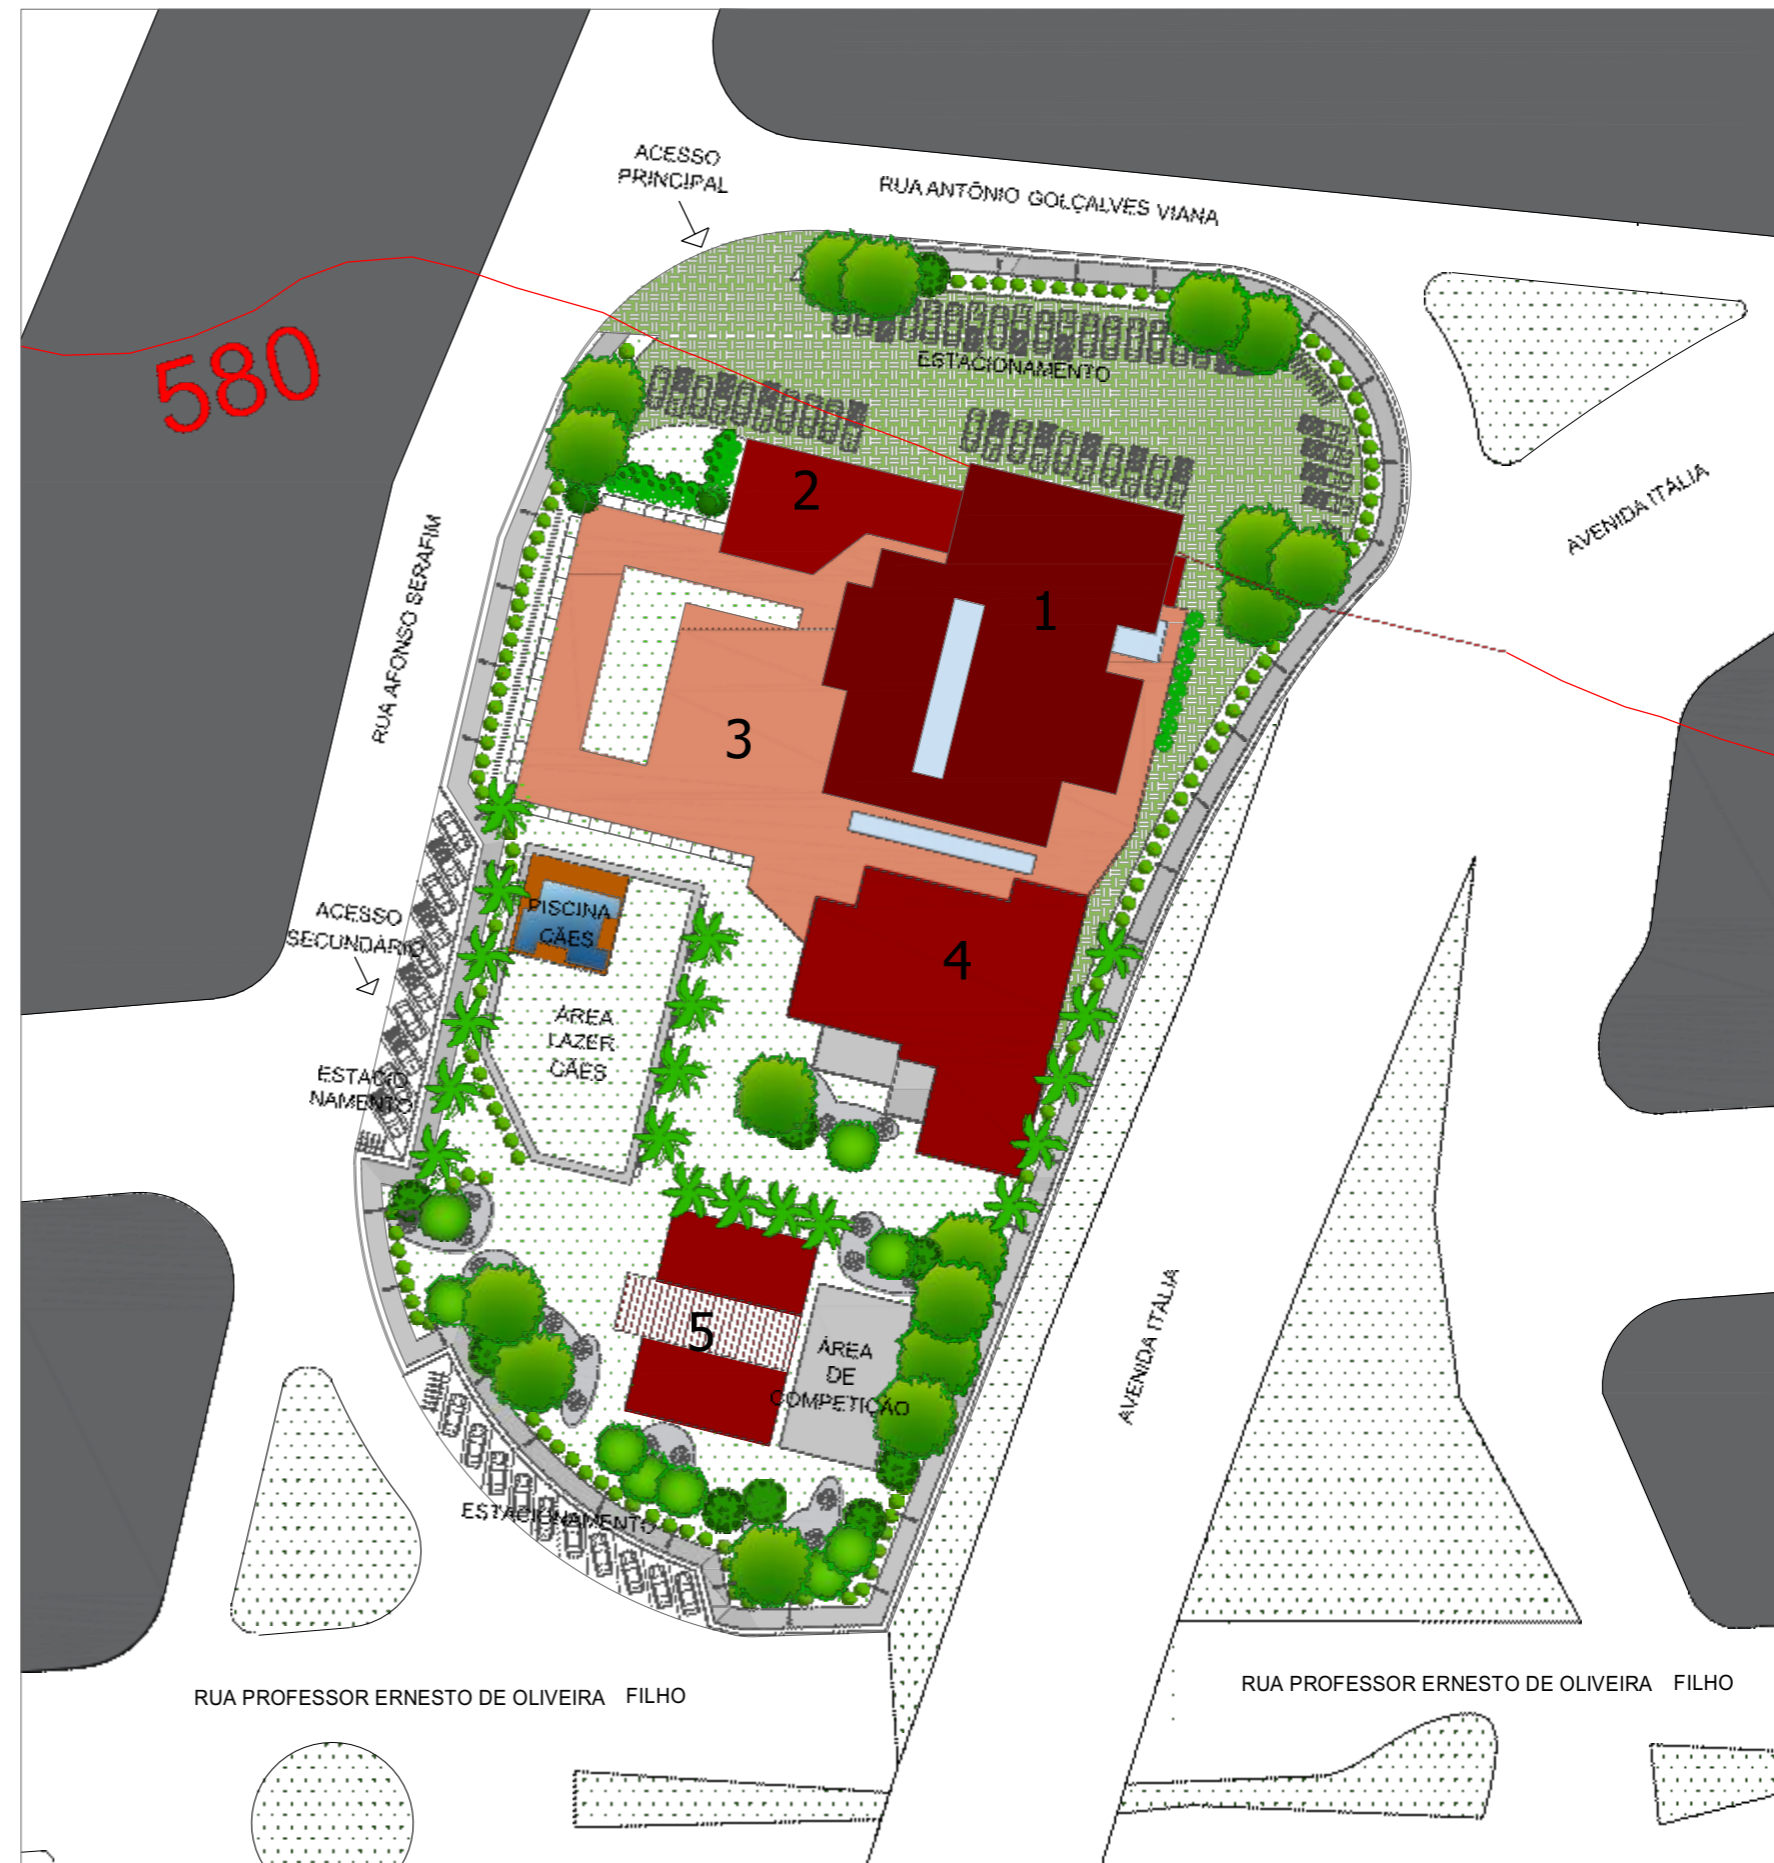 ACESSO
PRINCIPAL
RUA ANTÔNIO GOLÇALVES VIANA
580
ESTACIONAMENTO
2
AVENIDA ITÁLIA
RUA AFONSO SERAFIM
1
3
PISCINA
CÃES
ACESSO
SECUNDÁRIO
4
ÁREA
LAZER
CÃES
ESTACIO
NAMENTO
5
ÁREA
DE
COMPETIÇÃO
AVENIDA ITÁLIA
ESTACIONAMENTO
RUA PROFESSOR ERNESTO DE OLIVEIRA FILHO
RUA PROFESSOR ERNESTO DE OLIVEIRA FILHO